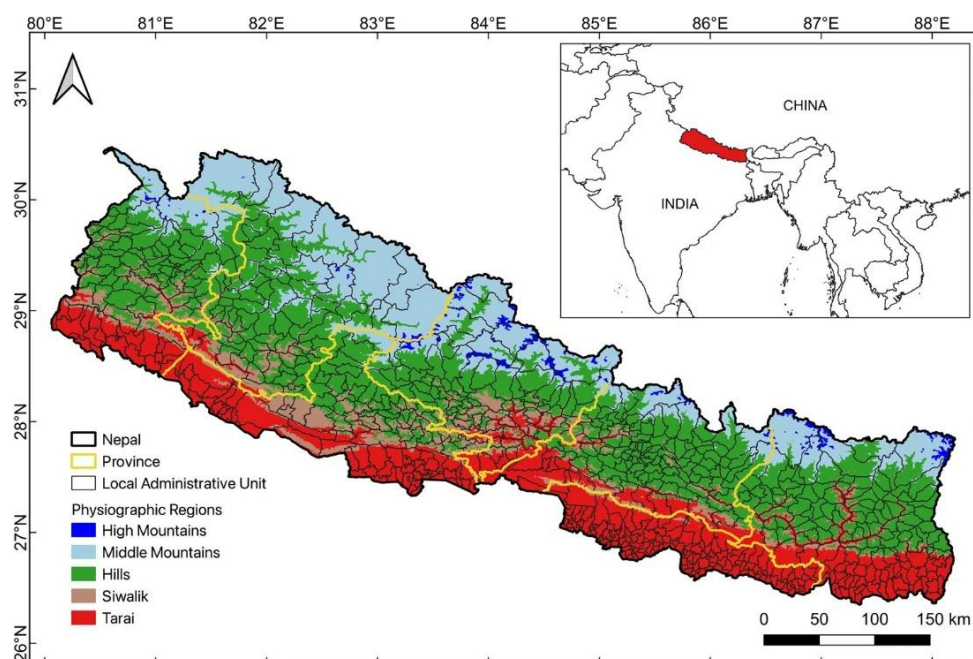 80°E 81°E 82°E 83°E 84°E 85°E 86°E 87°E 88°E
31°N
30°N
29°N
28°N
27°N
26°N
CHINA
INDIA
Nepal
Province
Local Administrative Unit
Physiographic Regions
High Mountains
Middle Mountains
Hills
Siwalik
Tarai
0 50 100 150 km